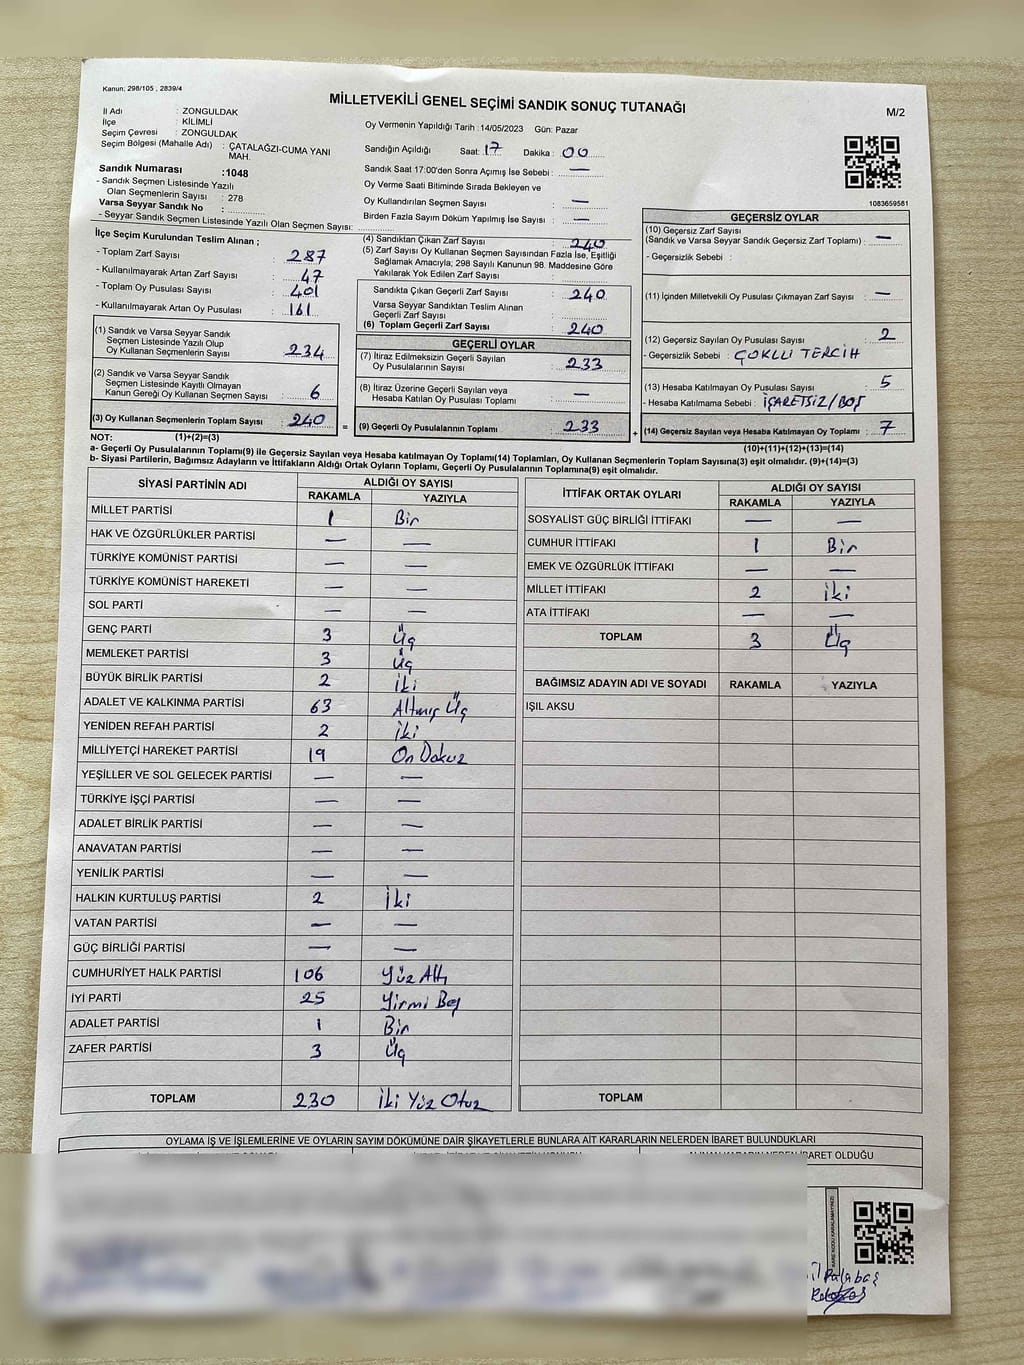 Kanun; 298/105 , 2839/4
MİLLETVEKİLİ GENEL SEÇİMİ SANDIK SONUÇ TUTANAĞI
M/2
İl Adı : ZONGULDAK
İlçe : KİLİMLİ
Seçim Çevresi : ZONGULDAK
Seçim Bölgesi (Mahalle Adı) : ÇATALAĞZI-CUMA YANI
MAH.
Sandık Numarası :1048
- Sandık Seçmen Listesinde Yazılı
Olan Seçmenlerin Sayısı : 278
Varsa Seyyar Sandık No :
- Seyyar Sandık Seçmen Listesinde Yazılı Olan Seçmen Sayısı:
Oy Vermenin Yapıldığı Tarih :14/05/2023 Gün: Pazar
Sandığın Açıldığı Saat: 17 Dakika : 00
Sandık Saat 17:00'den Sonra Açımış İse Sebebi : —
Oy Verme Saati Bitiminde Sırada Bekleyen ve
Oy Kullandırılan Seçmen Sayısı : —
Birden Fazla Sayım Döküm Yapılmış İse Sayısı : —
1083659581
İlçe Seçim Kurulundan Teslim Alınan ;
- Toplam Zarf Sayısı : 287
- Kullanılmayarak Artan Zarf Sayısı : 47
- Toplam Oy Pusulası Sayısı : 401
- Kullanılmayarak Artan Oy Pusulası : 161
(1) Sandık ve Varsa Seyyar Sandık
Seçmen Listesinde Yazılı Olup
Oy Kullanan Seçmenlerin Sayısı : 234
(2) Sandık ve Varsa Seyyar Sandık
Seçmen Listesinde Kayıtlı Olmayan
Kanun Gereği Oy Kullanan Seçmen Sayısı : 6
(3) Oy Kullanan Seçmenlerin Toplam Sayısı : 240
(4) Sandıktan Çıkan Zarf Sayısı : 240
(5) Zarf Sayısı Oy Kullanan Seçmen Sayısından Fazla İse, Eşitliği
Sağlamak Amacıyla; 298 Sayılı Kanunun 98. Maddesine Göre
Yakılarak Yok Edilen Zarf Sayısı :
Sandıkta Çıkan Geçerli Zarf Sayısı : 240
Varsa Seyyar Sandıktan Teslim Alınan
Geçerli Zarf Sayısı :
(6) Toplam Geçerli Zarf Sayısı : 240
GEÇERLİ OYLAR
(7) İtiraz Edilmeksizin Geçerli Sayılan
Oy Pusulalarının Sayısı : 233
(8) İtiraz Üzerine Geçerli Sayılan veya
Hesaba Katılan Oy Pusulası Toplamı : —
= (9) Geçerli Oy Pusulalarının Toplamı : 233
GEÇERSİZ OYLAR
(10) Geçersiz Zarf Sayısı
(Sandık ve Varsa Seyyar Sandık Geçersiz Zarf Toplamı) : —
- Geçersizlik Sebebi :
(11) İçinden Milletvekili Oy Pusulası Çıkmayan Zarf Sayısı : —
(12) Geçersiz Sayılan Oy Pusulası Sayısı : 2
- Geçersizlik Sebebi : ÇOKLU TERCİH
(13) Hesaba Katılmayan Oy Pusulası Sayısı : 5
- Hesaba Katılmama Sebebi : İŞARETSİZ/BOŞ
+ (14) Geçersiz Sayılan veya Hesaba Katılmayan Oy Toplamı : 7
NOT: (1)+(2)=(3)
(10)+(11)+(12)+(13)=(14)
a- Geçerli Oy Pusulalarının Toplamı(9) ile Geçersiz Sayılan veya Hesaba Katılmayan Oy Toplamı(14) Toplamları, Oy Kullanan Seçmenlerin Toplam Sayısına(3) eşit olmalıdır. (9)+(14)=(3)
b- Siyasi Partilerin, Bağımsız Adayların ve İttifakların Aldığı Ortak Oyların Toplamı, Geçerli Oy Pusulalarının Toplamına(9) eşit olmalıdır.
SİYASİ PARTİNİN ADI ALDIĞI OY SAYISI
RAKAMLA YAZIYLA
MİLLET PARTİSİ 1 Bir
HAK VE ÖZGÜRLÜKLER PARTİSİ — —
TÜRKİYE KOMÜNİST PARTİSİ — —
TÜRKİYE KOMÜNİST HAREKETİ — —
SOL PARTİ — —
GENÇ PARTİ 3 Üç
MEMLEKET PARTİSİ 3 Üç
BÜYÜK BİRLİK PARTİSİ 2 İki
ADALET VE KALKINMA PARTİSİ 63 Altmış Üç
YENİDEN REFAH PARTİSİ 2 İki
MİLLİYETÇİ HAREKET PARTİSİ 19 On Dokuz
YEŞİLLER VE SOL GELECEK PARTİSİ — —
TÜRKİYE İŞÇİ PARTİSİ — —
ADALET BİRLİK PARTİSİ — —
ANAVATAN PARTİSİ — —
YENİLİK PARTİSİ — —
HALKIN KURTULUŞ PARTİSİ 2 İki
VATAN PARTİSİ — —
GÜÇ BİRLİĞİ PARTİSİ — —
CUMHURİYET HALK PARTİSİ 106 Yüz Altı
İYİ PARTİ 25 Yirmi Beş
ADALET PARTİSİ 1 Bir
ZAFER PARTİSİ 3 Üç
TOPLAM 230 İki Yüz Otuz
İTTİFAK ORTAK OYLARI ALDIĞI OY SAYISI
RAKAMLA YAZIYLA
SOSYALİST GÜÇ BİRLİĞİ İTTİFAKI — —
CUMHUR İTTİFAKI 1 Bir
EMEK VE ÖZGÜRLÜK İTTİFAKI — —
MİLLET İTTİFAKI 2 İki
ATA İTTİFAKI — —
TOPLAM 3 Üç
BAĞIMSIZ ADAYIN ADI VE SOYADI RAKAMLA YAZIYLA
IŞIL AKSU
TOPLAM
OYLAMA İŞ VE İŞLEMLERİNE VE OYLARIN SAYIM DÖKÜMÜNE DAİR ŞİKAYETLERLE BUNLARA AİT KARARLARIN NELERDEN İBARET BULUNDUKLARI
ALINAN KARARIN NEDEN İBARET OLDUĞU